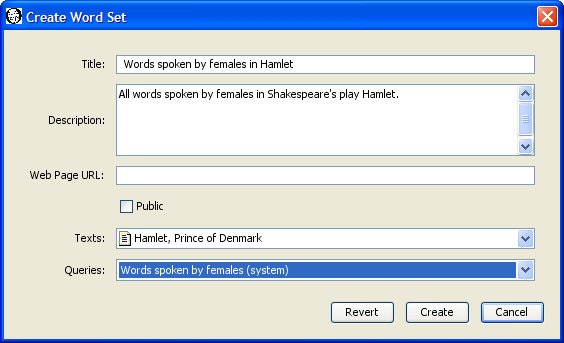 Create Word Set
Title: Words spoken by females in Hamlet
Description: All words spoken by females in Shakespeare's play Hamlet.
Web Page URL:
Public
Texts: Hamlet, Prince of Denmark
Queries: Words spoken by females (system)
Revert Create Cancel